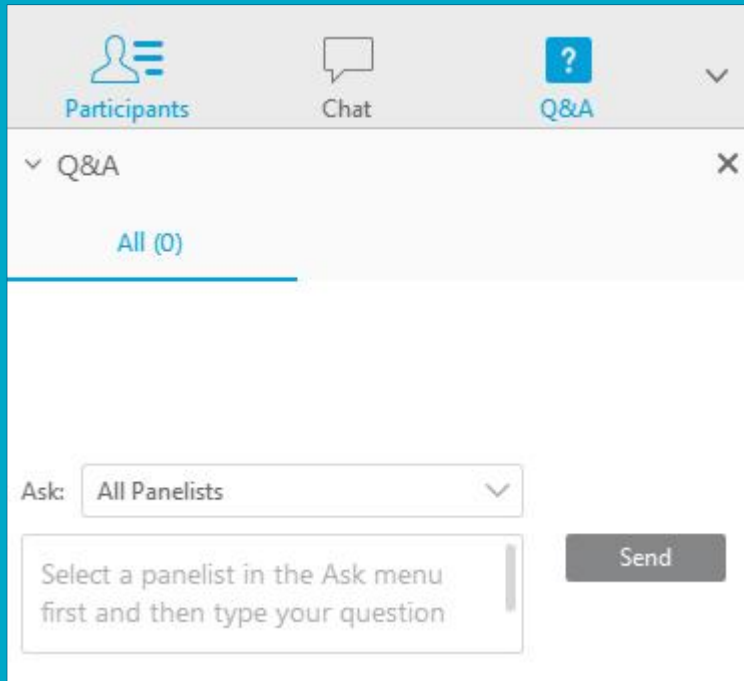 Participants
Chat
Q&A
Q&A
All (0)
Ask:
All Panelists
Select a panelist in the Ask menu
first and then type your question
Send